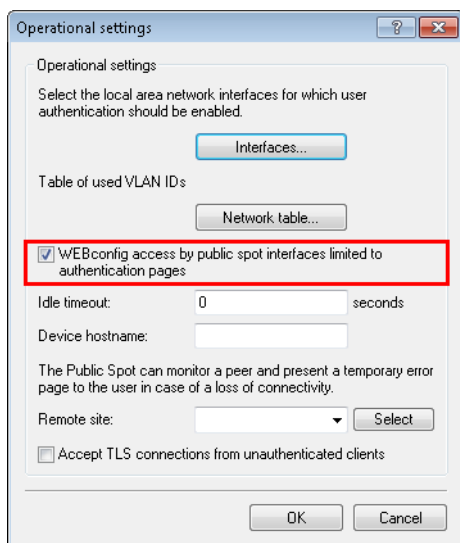 Operational settings
?
Operational settings
Select the local area network interfaces for which user
authentication should be enabled.
Interfaces...
Table of used VLAN IDs
Network table...
WEBconfig access by public spot interfaces limited to
authentication pages
Idle timeout: 0 seconds
Device hostname:
The Public Spot can monitor a peer and present a temporary error
page to the user in case of a loss of connectivity.
Remote site: Select
Accept TLS connections from unauthenticated clients
OK Cancel